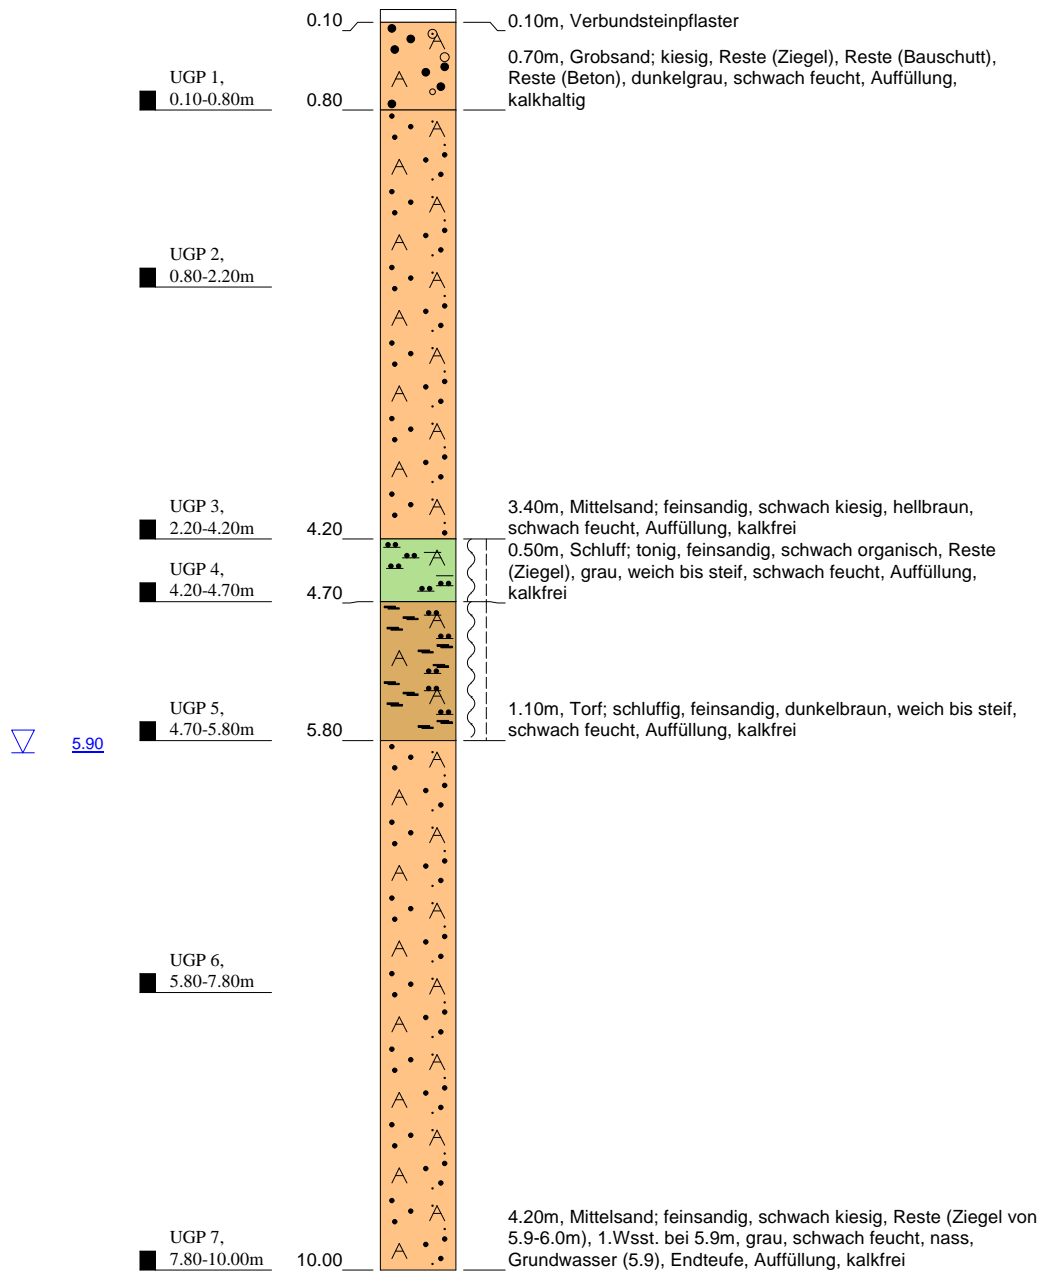 0.10
0.10m, Verbundsteinpflaster
0.70m, Grobsand; kiesig, Reste (Ziegel), Reste (Bauschutt),
Reste (Beton), dunkelgrau, schwach feucht, Auffüllung,
kalkhaltig
UGP 1,
0.10-0.80m
0.80
UGP 2,
0.80-2.20m
UGP 3,
2.20-4.20m
4.20
3.40m, Mittelsand; feinsandig, schwach kiesig, hellbraun,
schwach feucht, Auffüllung, kalkfrei
0.50m, Schluff; tonig, feinsandig, schwach organisch, Reste
(Ziegel), grau, weich bis steif, schwach feucht, Auffüllung,
kalkfrei
UGP 4,
4.20-4.70m
4.70
UGP 5,
4.70-5.80m
5.80
1.10m, Torf; schluffig, feinsandig, dunkelbraun, weich bis steif,
schwach feucht, Auffüllung, kalkfrei
5.90
UGP 6,
5.80-7.80m
UGP 7,
7.80-10.00m
10.00
4.20m, Mittelsand; feinsandig, schwach kiesig, Reste (Ziegel von
5.9-6.0m), 1.Wsst. bei 5.9m, grau, schwach feucht, nass,
Grundwasser (5.9), Endteufe, Auffüllung, kalkfrei